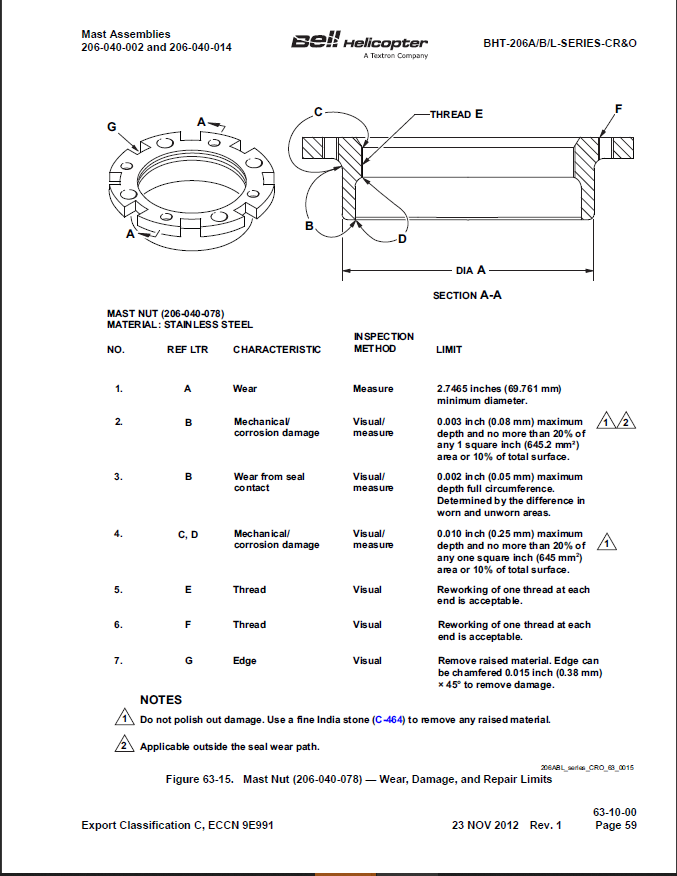 Mast Assemblies
206-040-002 and 206-040-014
Bell Helicopter
A Textron Company
BHT-206A/B/L-SERIES-CR&O
G
A
A
C
B
D
THREAD E
F
DIA A
SECTION A-A
MAST NUT (206-040-078)
MATERIAL: STAINLESS STEEL
NO. REF LTR CHARACTERISTIC INSPECTION METHOD LIMIT
1. A Wear Measure 2.7465 inches (69.761 mm)
minimum diameter.
2. B Mechanical/ Visual/ 0.003 inch (0.08 mm) maximum 1 2
corrosion damage measure depth and no more than 20% of
any 1 square inch (645.2 mm²)
area or 10% of total surface.
3. B Wear from seal Visual/ 0.002 inch (0.05 mm) maximum
contact measure depth full circumference.
Determined by the difference in
worn and unworn areas.
4. C, D Mechanical/ Visual/ 0.010 inch (0.25 mm) maximum 1
corrosion damage measure depth and no more than 20% of
any one square inch (645 mm²)
area or 10% of total surface.
5. E Thread Visual Reworking of one thread at each
end is acceptable.
6. F Thread Visual Reworking of one thread at each
end is acceptable.
7. G Edge Visual Remove raised material. Edge can
be chamfered 0.015 inch (0.38 mm)
× 45° to remove damage.
NOTES
1 Do not polish out damage. Use a fine India stone (C-464) to remove any raised material.
2 Applicable outside the seal wear path.
206ABL_series_CRO_63_0015
Figure 63-15. Mast Nut (206-040-078) — Wear, Damage, and Repair Limits
63-10-00
Export Classification C, ECCN 9E991 23 NOV 2012 Rev. 1 Page 59